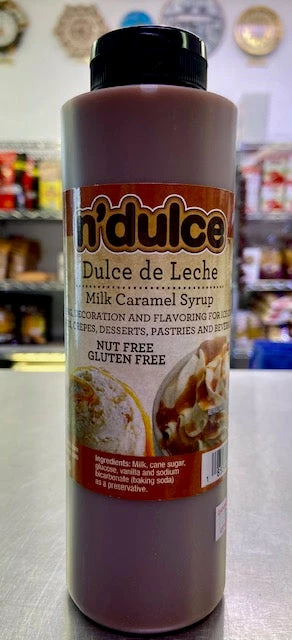 n'dulce
Dulce de Leche
Milk Caramel Syrup
DECORATION AND FLAVORING FOR
CREPES, DESSERTS, PASTRIES AND
NUT FREE
GLUTEN FREE
Ingredients: Milk, cane sugar,
glucose, vanilla and sodium
bicarbonate (baking soda)
as a preservative.